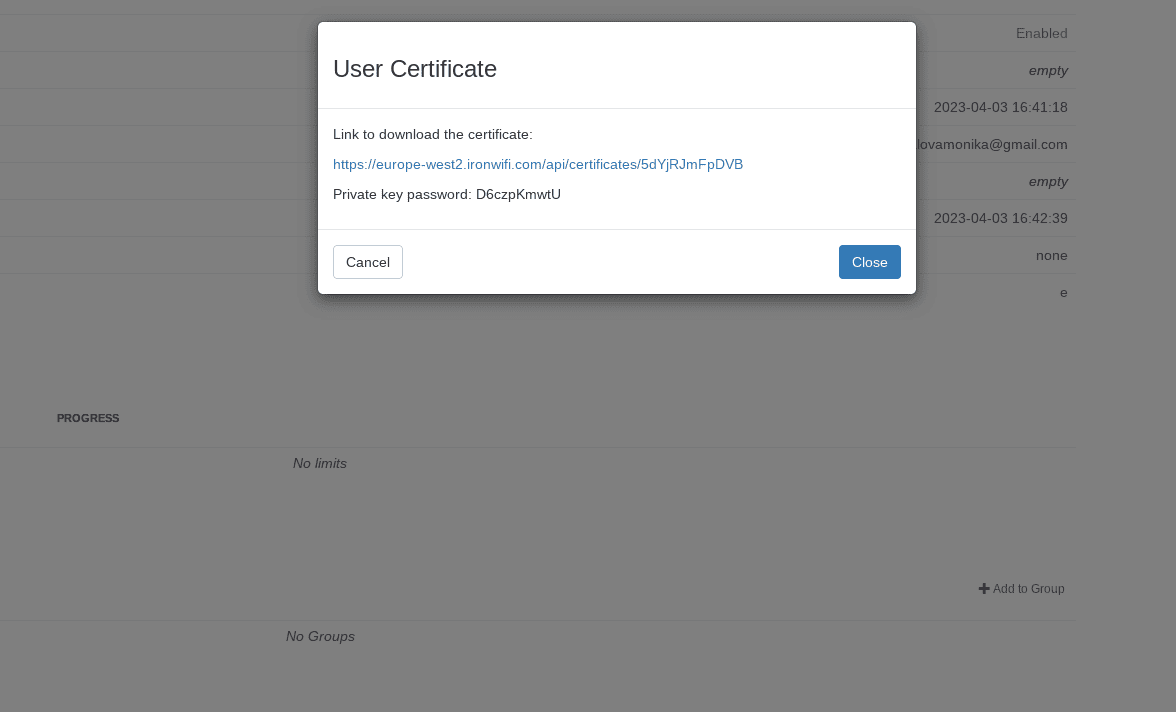 Enabled
User Certificate
empty
2023-04-03 16:41:18
Link to download the certificate:
lovamonika@gmail.com
https://europe-west2.ironwifi.com/api/certificates/5dYjRJmFpDVB
empty
Private key password: D6czpKmwtU
2023-04-03 16:42:39
none
Cancel
Close
e
PROGRESS
No limits
Add to Group
No Groups